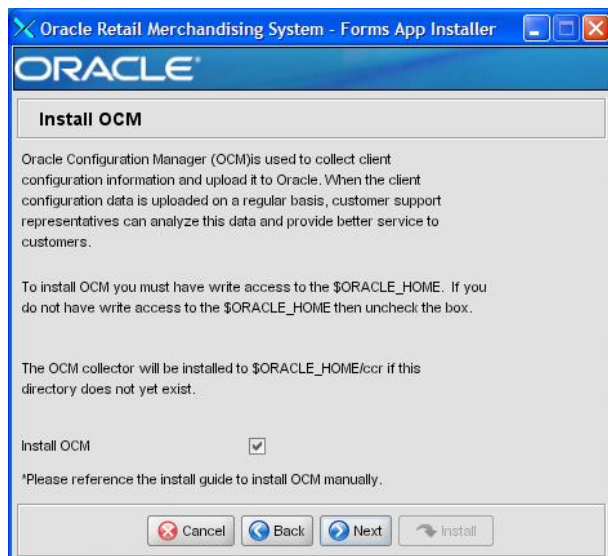 Oracle Retail Merchandising System - Forms App Installer
ORACLE®
Install OCM
Oracle Configuration Manager (OCM)is used to collect client
configuration information and upload it to Oracle. When the client
configuration data is uploaded on a regular basis, customer support
representatives can analyze this data and provide better service to
customers.
To install OCM you must have write access to the $ORACLE_HOME. If you
do not have write access to the $ORACLE_HOME then uncheck the box.
The OCM collector will be installed to $ORACLE_HOME/ccr if this
directory does not yet exist.
Install OCM
*Please reference the install guide to install OCM manually.
Cancel Back Next Install